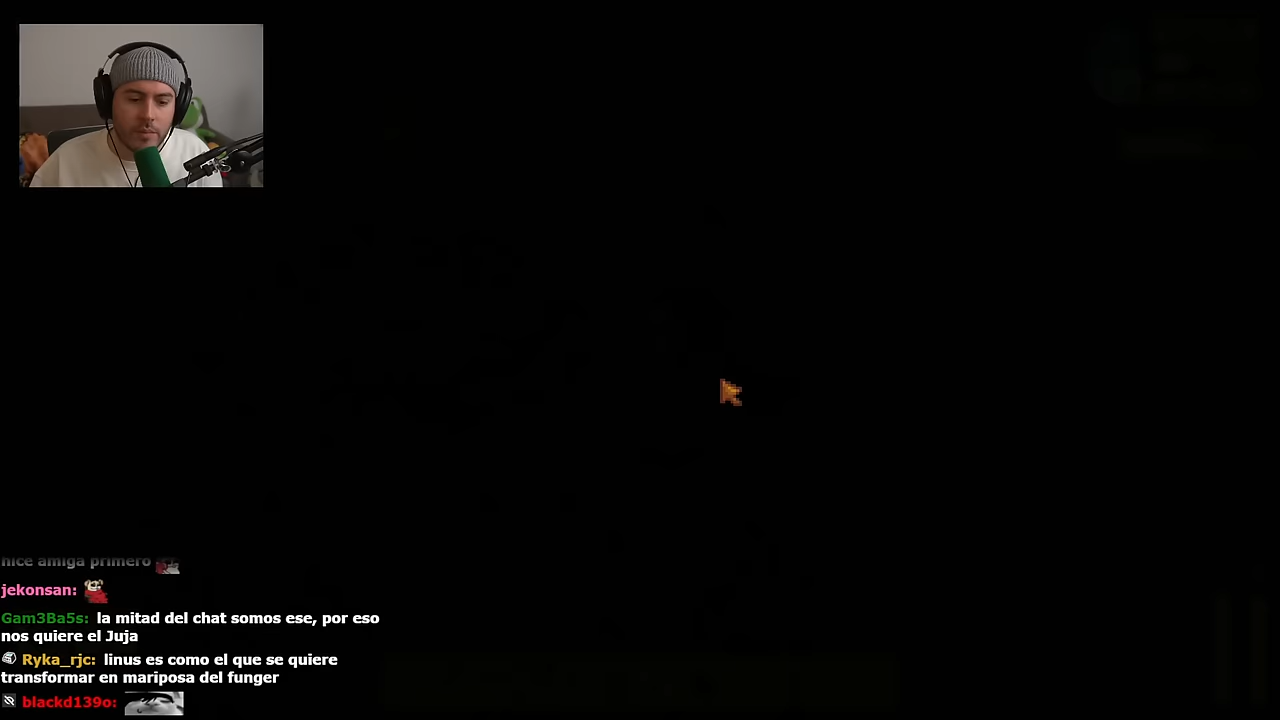 nice amiga primero
jekonsan:
Gam3Ba5s: la mitad del chat somos ese, por eso
nos quiere el Juja
Ryka_rjc: linus es como el que se quiere
transformar en mariposa del funger
blackd139o: